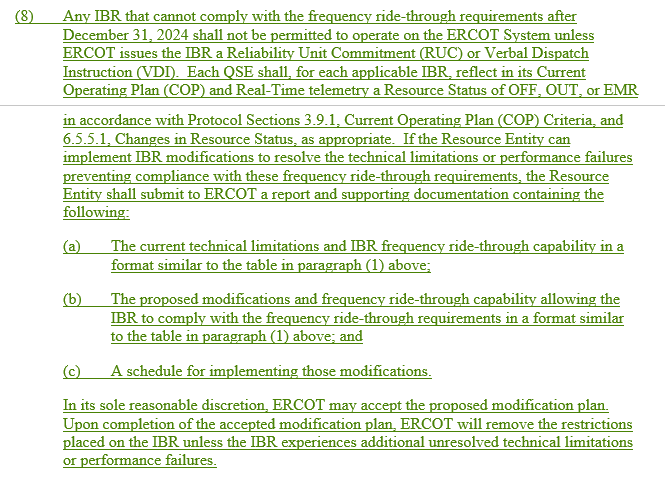 (8) Any IBR that cannot comply with the frequency ride-through requirements after
December 31, 2024 shall not be permitted to operate on the ERCOT System unless
ERCOT issues the IBR a Reliability Unit Commitment (RUC) or Verbal Dispatch
Instruction (VDI).  Each QSE shall, for each applicable IBR, reflect in its Current
Operating Plan (COP) and Real-Time telemetry a Resource Status of OFF, OUT, or EMR
in accordance with Protocol Sections 3.9.1, Current Operating Plan (COP) Criteria, and
6.5.5.1, Changes in Resource Status, as appropriate.  If the Resource Entity can
implement IBR modifications to resolve the technical limitations or performance failures
preventing compliance with these frequency ride-through requirements, the Resource
Entity shall submit to ERCOT a report and supporting documentation containing the
following:
(a) The current technical limitations and IBR frequency ride-through capability in a
format similar to the table in paragraph (1) above;
(b) The proposed modifications and frequency ride-through capability allowing the
IBR to comply with the frequency ride-through requirements in a format similar
to the table in paragraph (1) above; and
(c) A schedule for implementing those modifications.
In its sole reasonable discretion, ERCOT may accept the proposed modification plan.
Upon completion of the accepted modification plan, ERCOT will remove the restrictions
placed on the IBR unless the IBR experiences additional unresolved technical limitations
or performance failures.